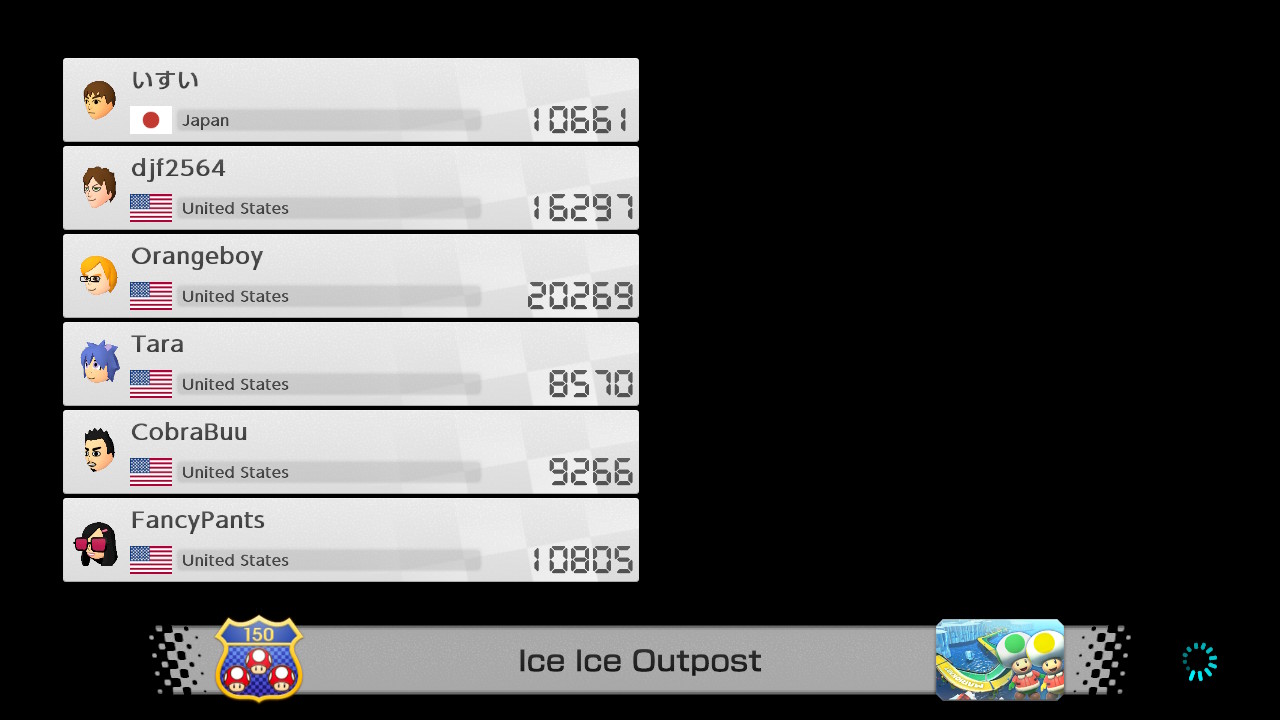 いすい
Japan
10661
djf2564
United States
16297
Orangeboy
United States
20269
Tara
United States
8570
CobraBuu
United States
9266
FancyPants
United States
10805
150
Ice Ice Outpost